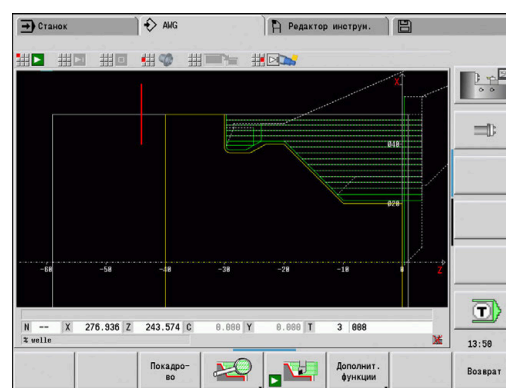 Станок
AWG
Редактор инструм.
X
Ø40
Ø20
-60 -50 -40 -30 -20 -10 0 Z
N -- X 276.936 Z 243.574 C 0.000 Y 0.000 T 3 008
% welle
T
13:50
Покадро-
во
Дополнит.
функции
Возврат